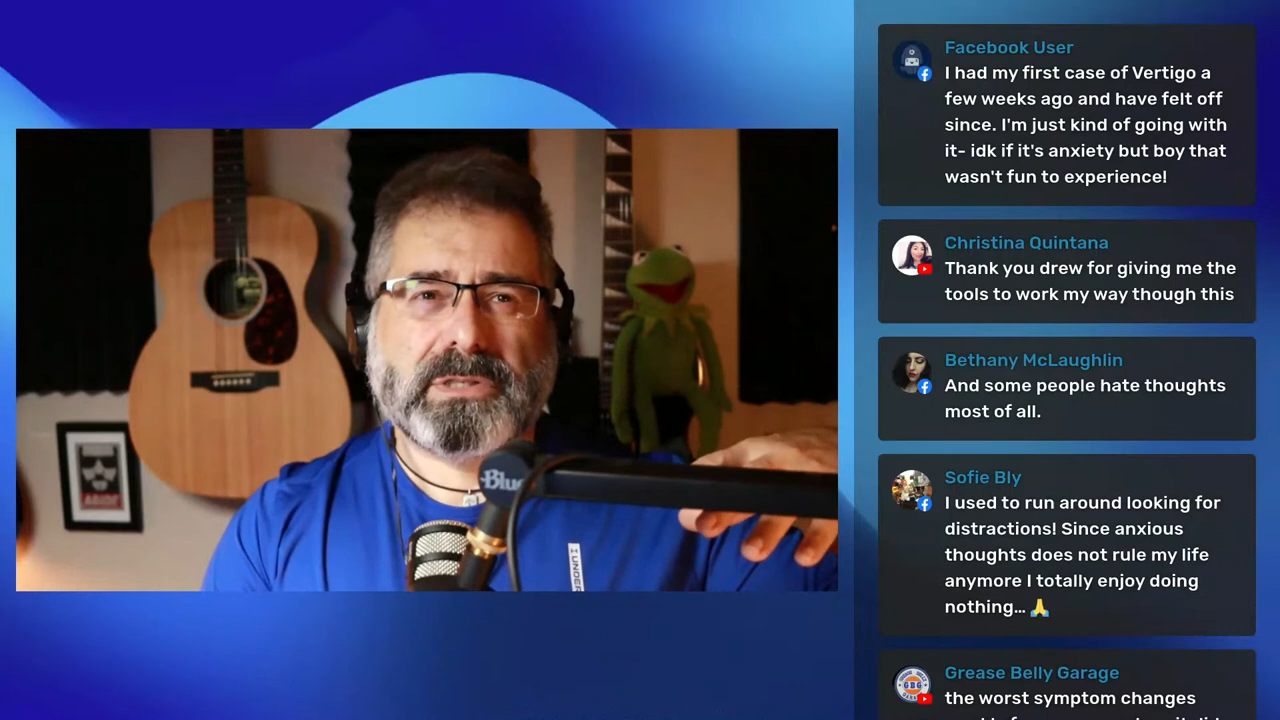 Facebook User
I had my first case of Vertigo a
few weeks ago and have felt off
since. I'm just kind of going with
it- idk if it's anxiety but boy that
wasn't fun to experience!
Christina Quintana
Thank you drew for giving me the
tools to work my way though this
Bethany McLaughlin
And some people hate thoughts
most of all.
Sofie Bly
I used to run around looking for
distractions! Since anxious
thoughts does not rule my life
anymore I totally enjoy doing
nothing... 🙏
Grease Belly Garage
the worst symptom changes
ABIDE
Blue
UNDER
GBG